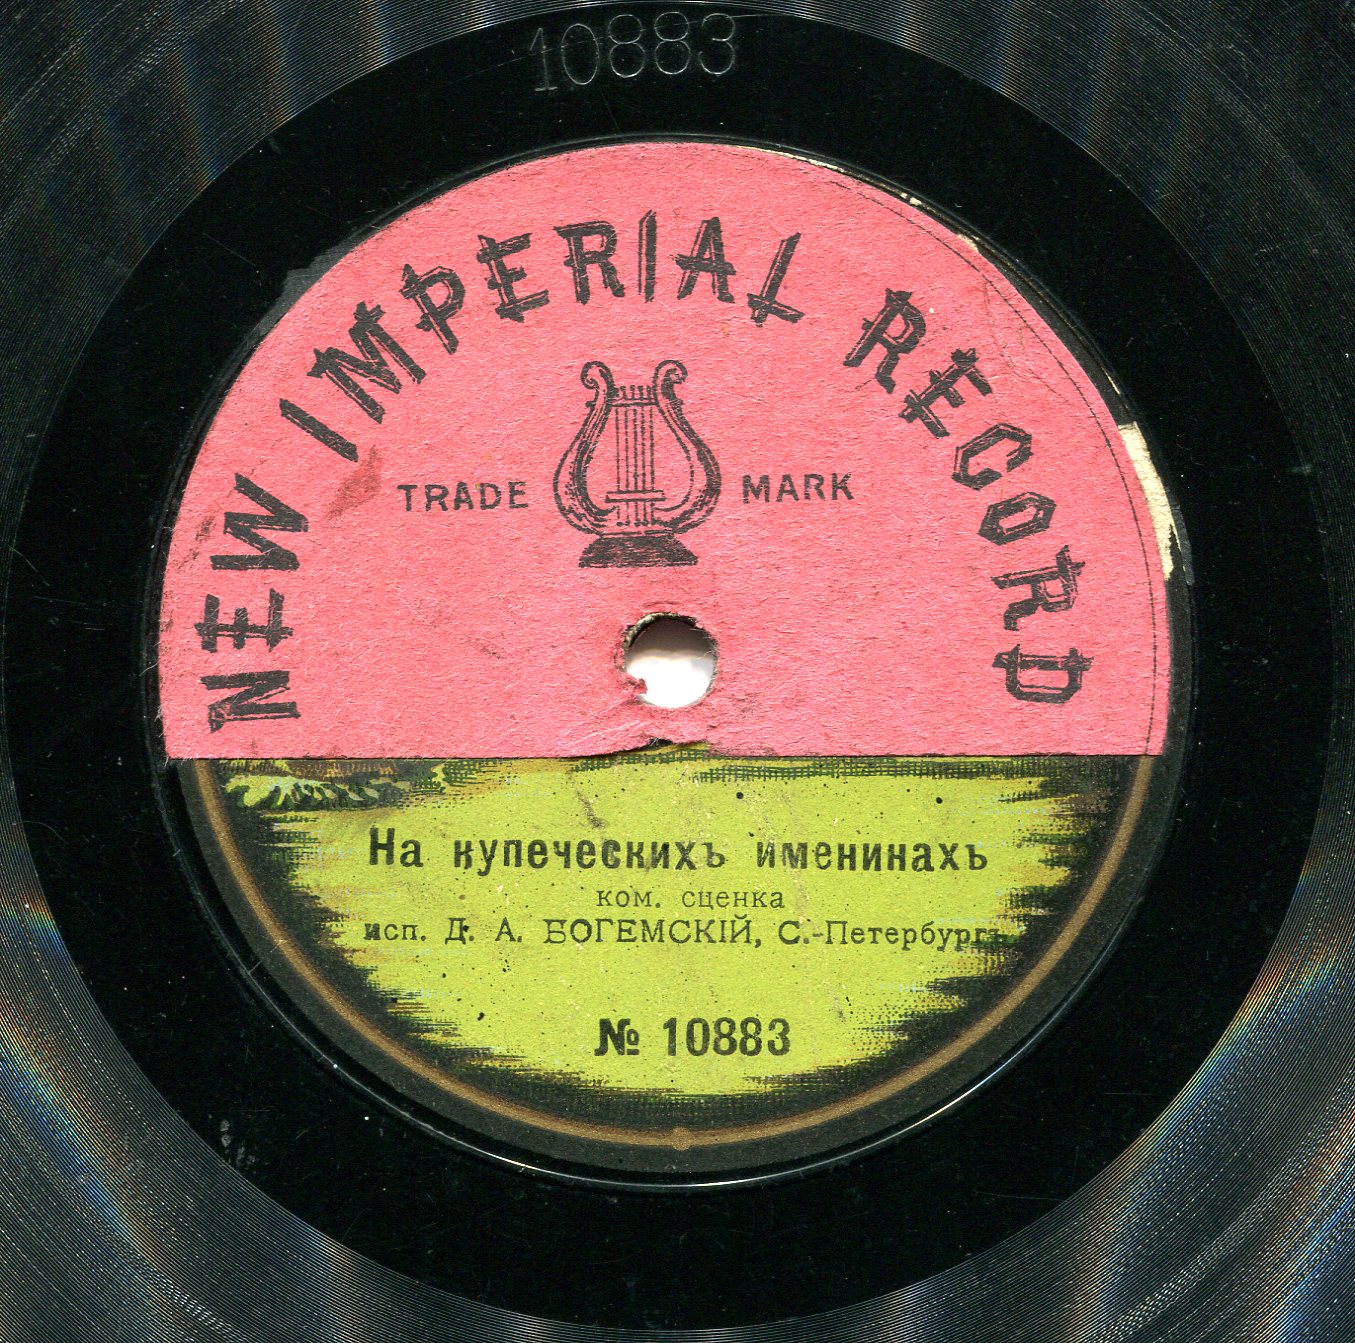 10883
NEW IMPERIAL RECORD
TRADE MARK
На купеческихъ именинахъ
ком. сценка
исп. Д. А. БОГЕМСКІЙ, С.-Петербургъ
№ 10883